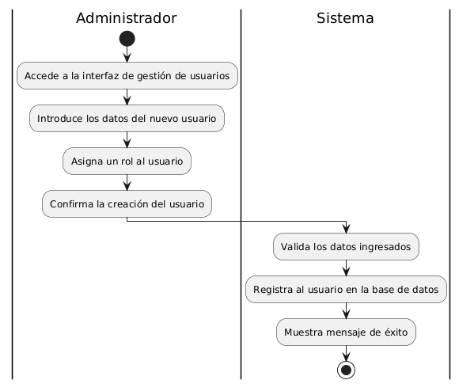 Administrador
Sistema
Accede a la interfaz de gestión de usuarios
Introduce los datos del nuevo usuario
Asigna un rol al usuario
Confirma la creación del usuario
Valida los datos ingresados
Registra al usuario en la base de datos
Muestra mensaje de éxito